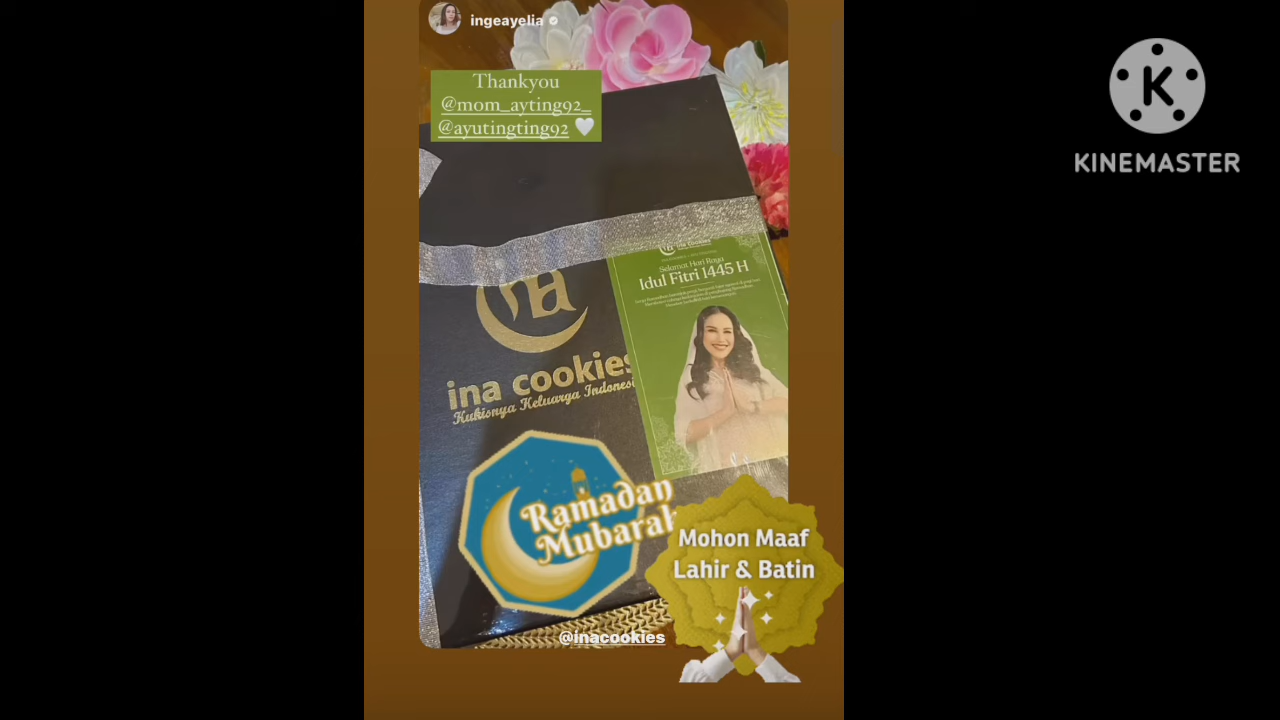 ingeayelia
Thankyou
@mom_ayting92_
@ayutingting92
KINEMASTER
ina cookies
Selamat Hari Raya
Idul Fitri 1445 H
ina
ina cookies
Kukisnya Keluarga Indonesi
Ramadan
Mubarak
Mohon Maaf
Lahir & Batin
@inacookies